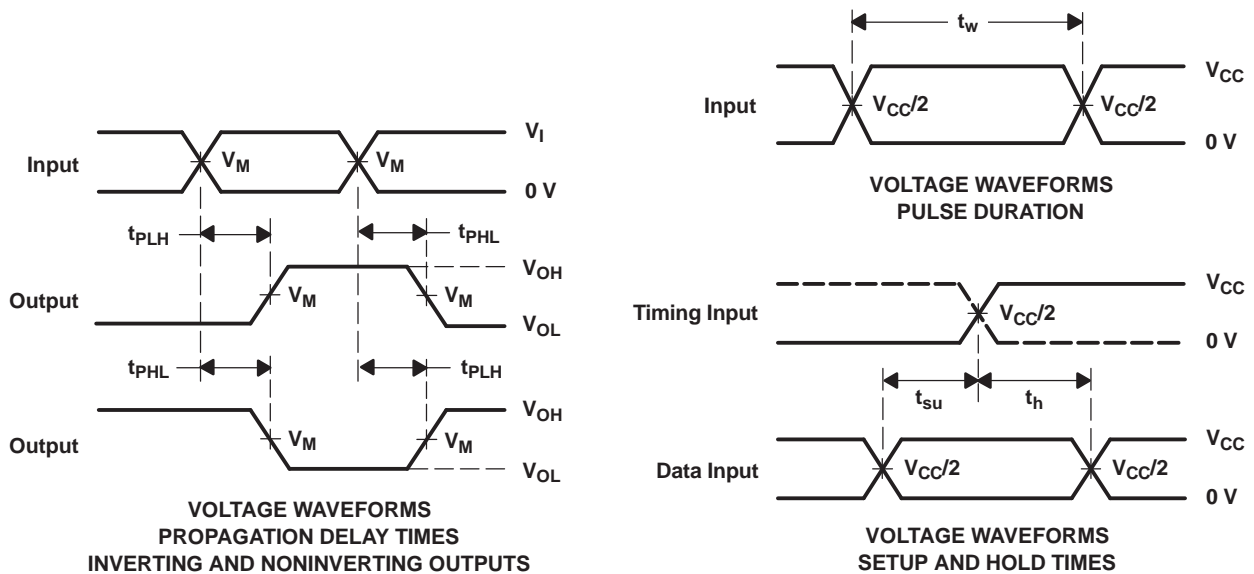 Input
V_M
V_M
V_I
0 V
t_PLH
t_PHL
Output
V_M
V_M
V_OH
V_OL
t_PHL
t_PLH
Output
V_M
V_M
V_OH
V_OL
VOLTAGE WAVEFORMS
PROPAGATION DELAY TIMES
INVERTING AND NONINVERTING OUTPUTS
t_w
Input
V_CC/2
V_CC/2
V_CC
0 V
VOLTAGE WAVEFORMS
PULSE DURATION
Timing Input
V_CC/2
V_CC
0 V
t_su
t_h
Data Input
V_CC/2
V_CC/2
V_CC
0 V
VOLTAGE WAVEFORMS
SETUP AND HOLD TIMES